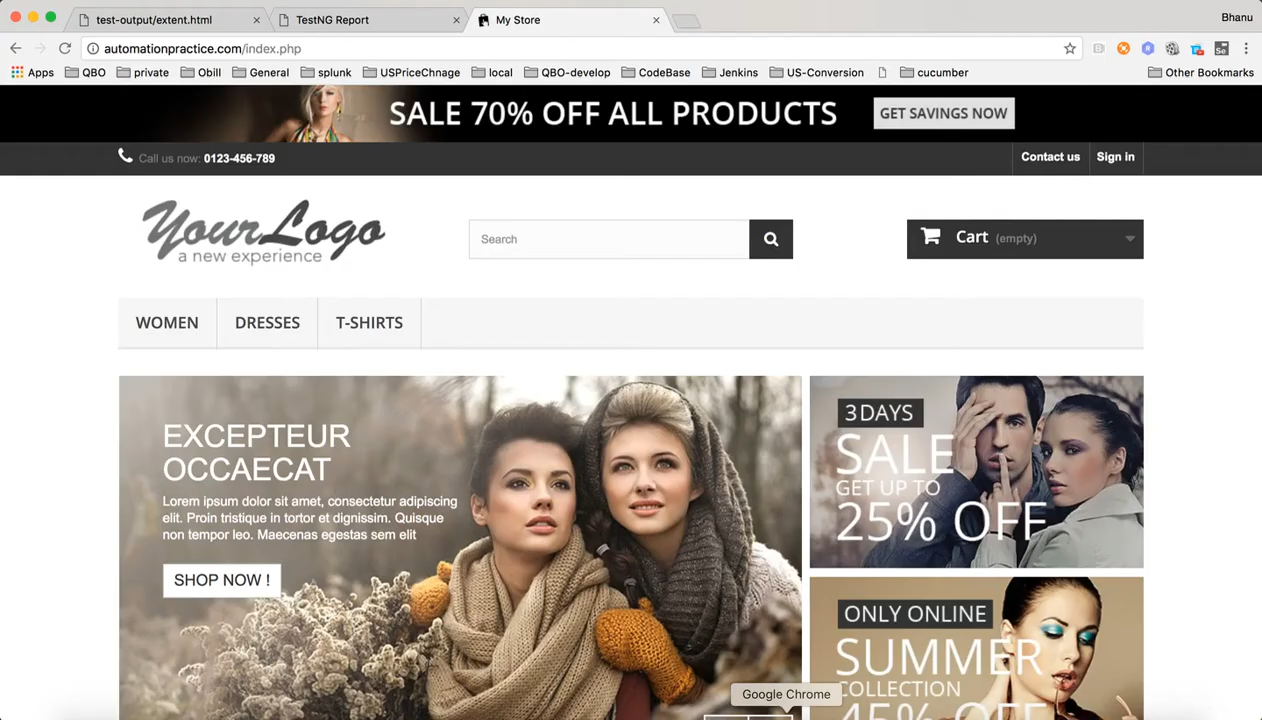 test-output/extent.html
TestNG Report
My Store
Bhanu
automationpractice.com/index.php
Apps QBO private Obill General splunk USPriceChnage local QBO-develop CodeBase Jenkins US-Conversion cucumber Other Bookmarks
SALE 70% OFF ALL PRODUCTS
GET SAVINGS NOW
Call us now: 0123-456-789
Contact us
Sign in
YourLogo
a new experience
Search
Cart (empty)
WOMEN
DRESSES
T-SHIRTS
EXCEPTEUR
OCCAECAT
Lorem ipsum dolor sit amet, consectetur adipiscing
elit. Proin tristique in tortor et dignissim. Quisque
non tempor leo. Maecenas egestas sem elit
SHOP NOW !
3 DAYS
SALE
GET UP TO
25% OFF
ONLY ONLINE
SUMMER
COLLECTION
45% OFF
Google Chrome